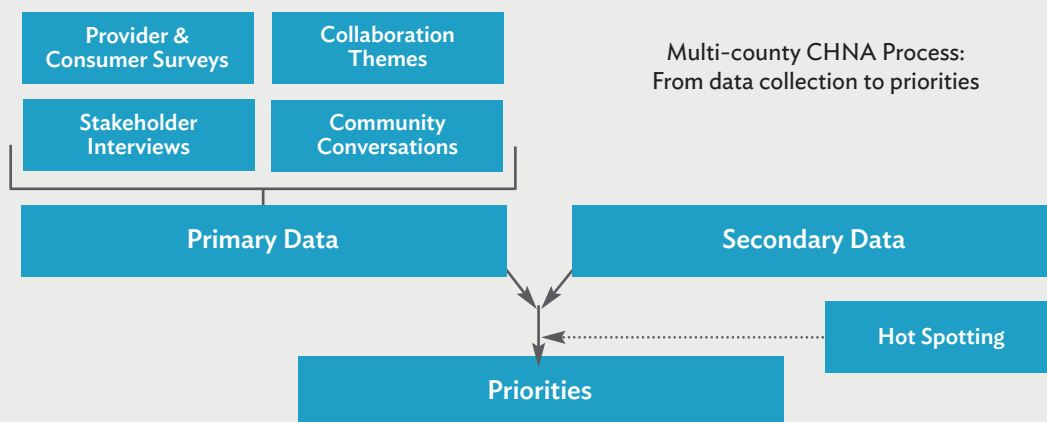 Provider &
Consumer Surveys
Collaboration
Themes
Multi-county CHNA Process:
From data collection to priorities
Stakeholder
Interviews
Community
Conversations
Primary Data
Secondary Data
Hot Spotting
Priorities